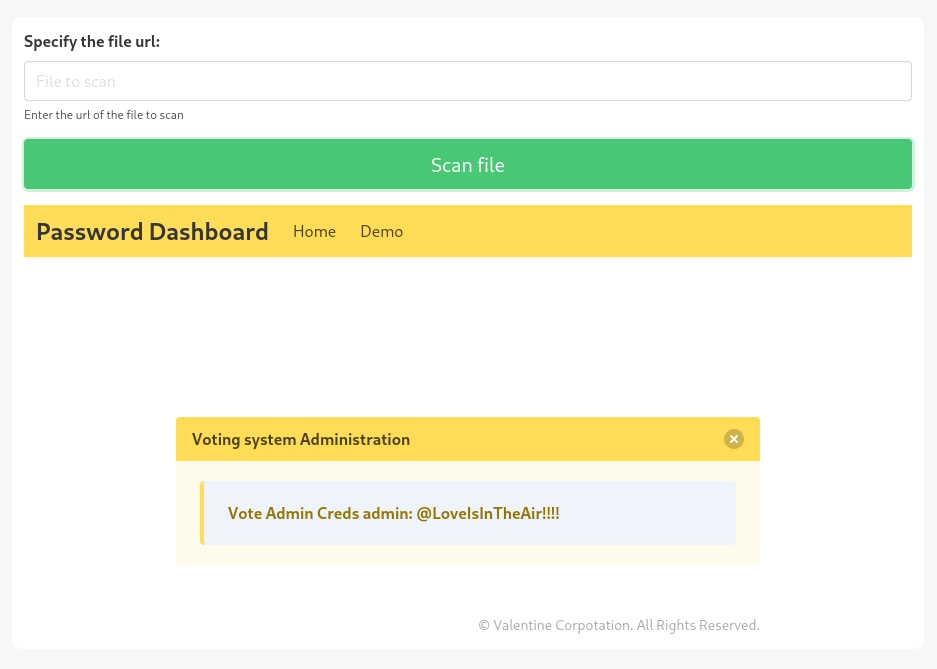 Specify the file url:
File to scan
Enter the url of the file to scan
Scan file
Password Dashboard Home Demo
Voting system Administration
Vote Admin Creds admin: @LoveIsInTheAir!!!!
© Valentine Corpotation. All Rights Reserved.